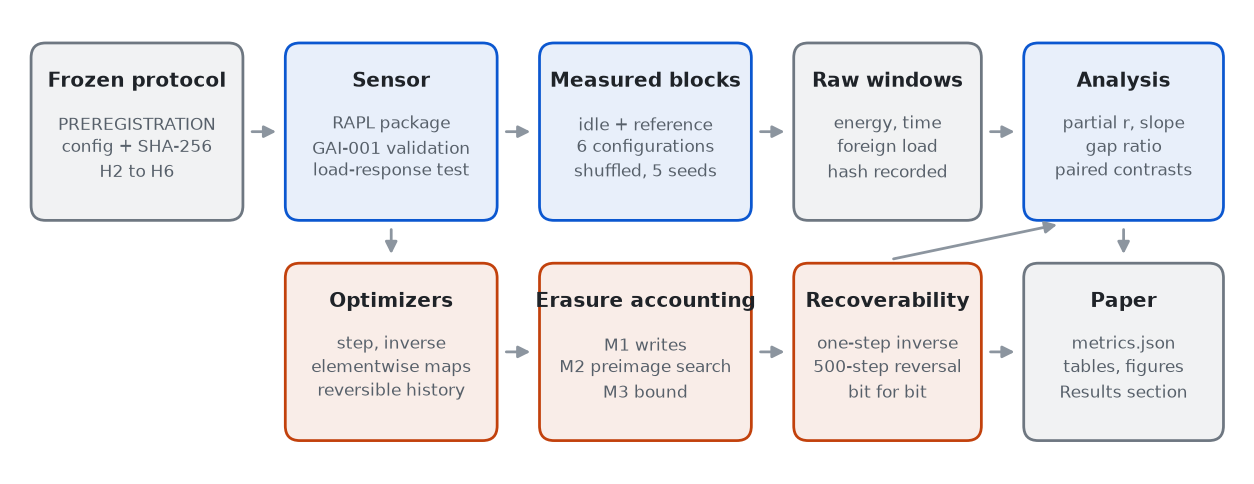 Frozen protocol
PREREGISTRATION
config + SHA-256
H2 to H6
Sensor
RAPL package
GAI-001 validation
load-response test
Measured blocks
idle + reference
6 configurations
shuffled, 5 seeds
Raw windows
energy, time
foreign load
hash recorded
Analysis
partial r, slope
gap ratio
paired contrasts
Optimizers
step, inverse
elementwise maps
reversible history
Erasure accounting
M1 writes
M2 preimage search
M3 bound
Recoverability
one-step inverse
500-step reversal
bit for bit
Paper
metrics.json
tables, figures
Results section